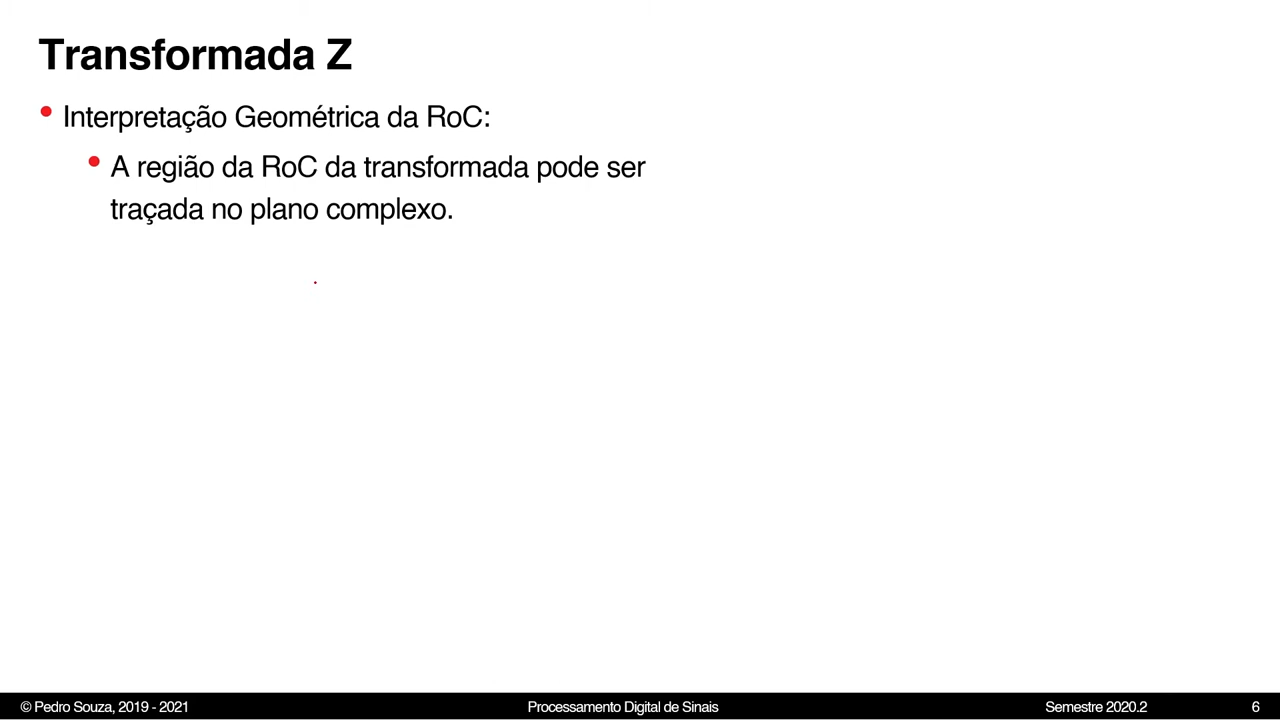 Transformada Z
Interpretação Geométrica da RoC:
A região da RoC da transformada pode ser
traçada no plano complexo.
© Pedro Souza, 2019 - 2021
Processamento Digital de Sinais
Semestre 2020.2
6